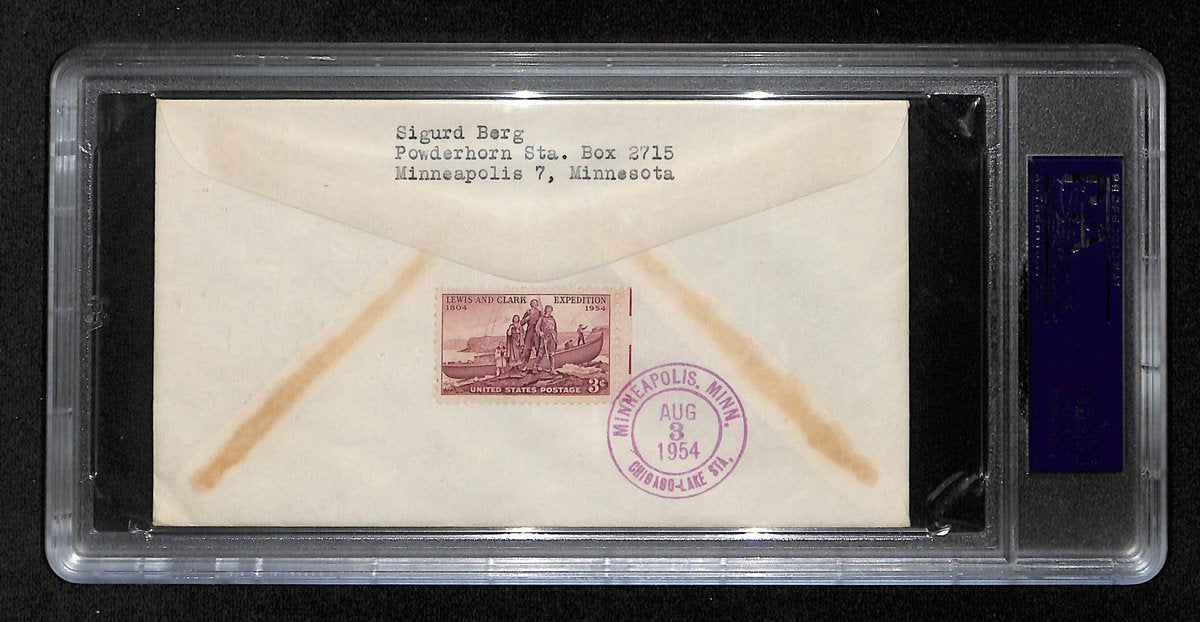 Sigurd Berg
Powderhorn Sta. Box 2715
Minneapolis 7, Minnesota
LEWIS AND CLARK EXPEDITION
1804 1954
UNITED STATES POSTAGE 3¢
MINNEAPOLIS, MINN.
AUG
3
1954
CHICAGO-LAKE STA.